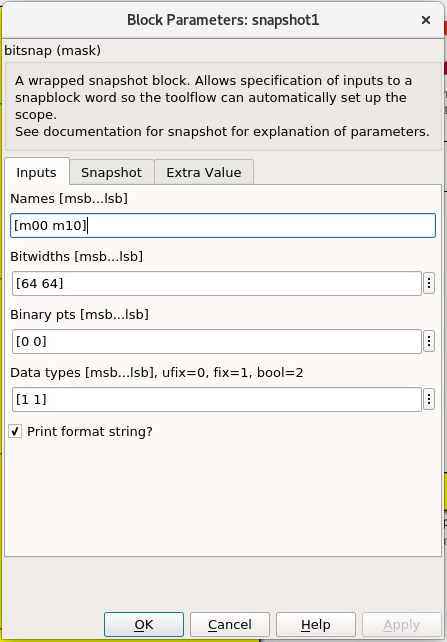 Block Parameters: snapshot1
bitsnap (mask)
A wrapped snapshot block. Allows specification of inputs to a
snapblock word so the toolflow can automatically set up the
scope.
See documentation for snapshot for explanation of parameters.
Inputs Snapshot Extra Value
Names [msb...lsb]
[m00 m10]
Bitwidths [msb...lsb]
[64 64]
Binary pts [msb...lsb]
[0 0]
Data types [msb...lsb], ufix=0, fix=1, bool=2
[1 1]
Print format string?
OK Cancel Help Apply